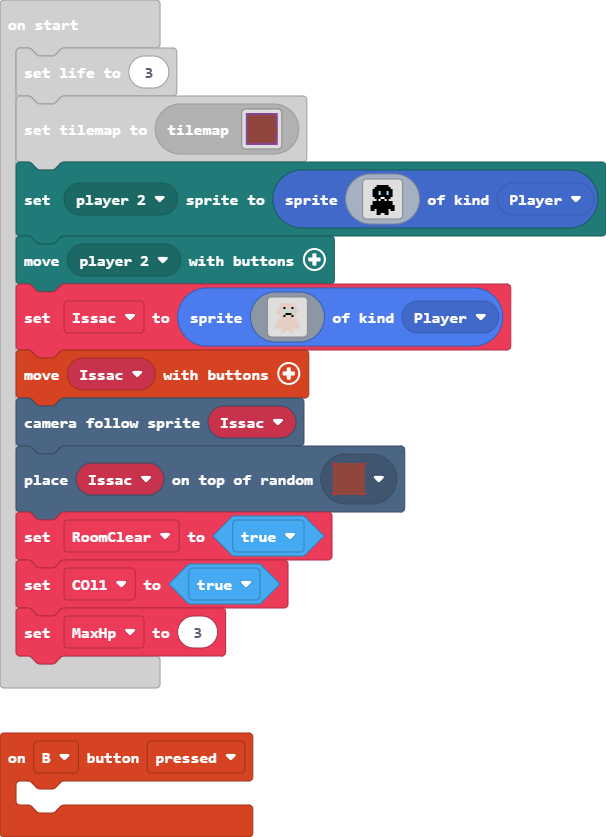 on start
set life to 3
set tilemap to tilemap
set player 2 sprite to sprite of kind Player
move player 2 with buttons
set Issac to sprite of kind Player
move Issac with buttons
camera follow sprite Issac
place Issac on top of random
set RoomClear to true
set COl1 to true
set MaxHp to 3
on B button pressed